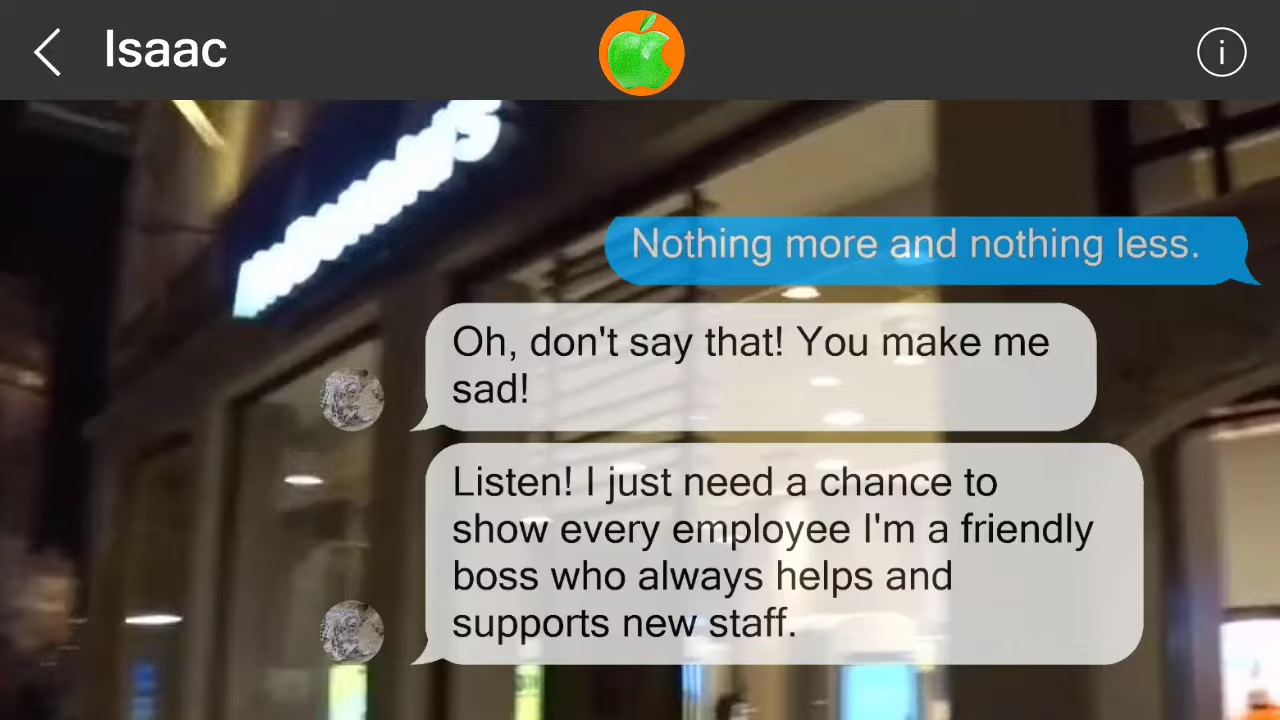 Isaac
i
Nothing more and nothing less.
Oh, don't say that! You make me
sad!
Listen! I just need a chance to
show every employee I'm a friendly
boss who always helps and
supports new staff.